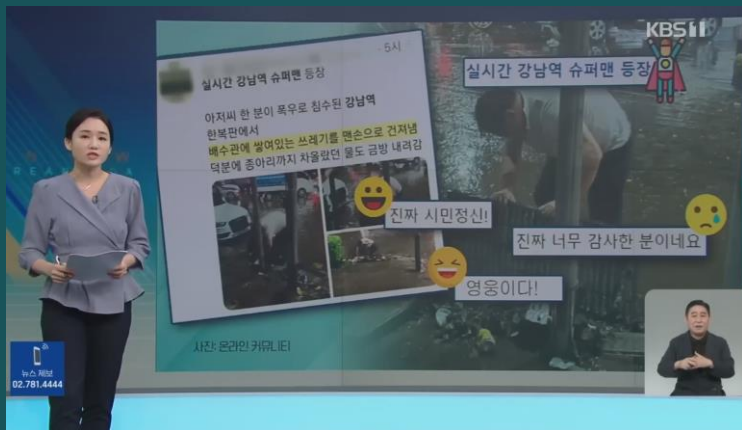 KBS 1
- 5시
실시간 강남역 슈퍼맨 등장
아저씨 한 분이 폭우로 침수된 강남역
한복판에서
배수관에 쌓여있는 쓰레기를 맨손으로 건져냄
덕분에 종아리까지 차올랐던 물도 금방 내려감
사진: 온라인 커뮤니티
실시간 강남역 슈퍼맨 등장
진짜 시민정신!
진짜 너무 감사한 분이네요
영웅이다!
뉴스 제보
02.781.4444